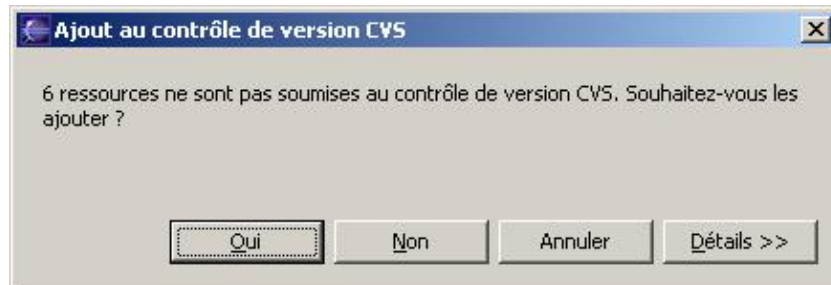 Ajout au contrôle de version CVS
6 ressources ne sont pas soumises au contrôle de version CVS. Souhaitez-vous les
ajouter ?
Oui Non Annuler Détails >>